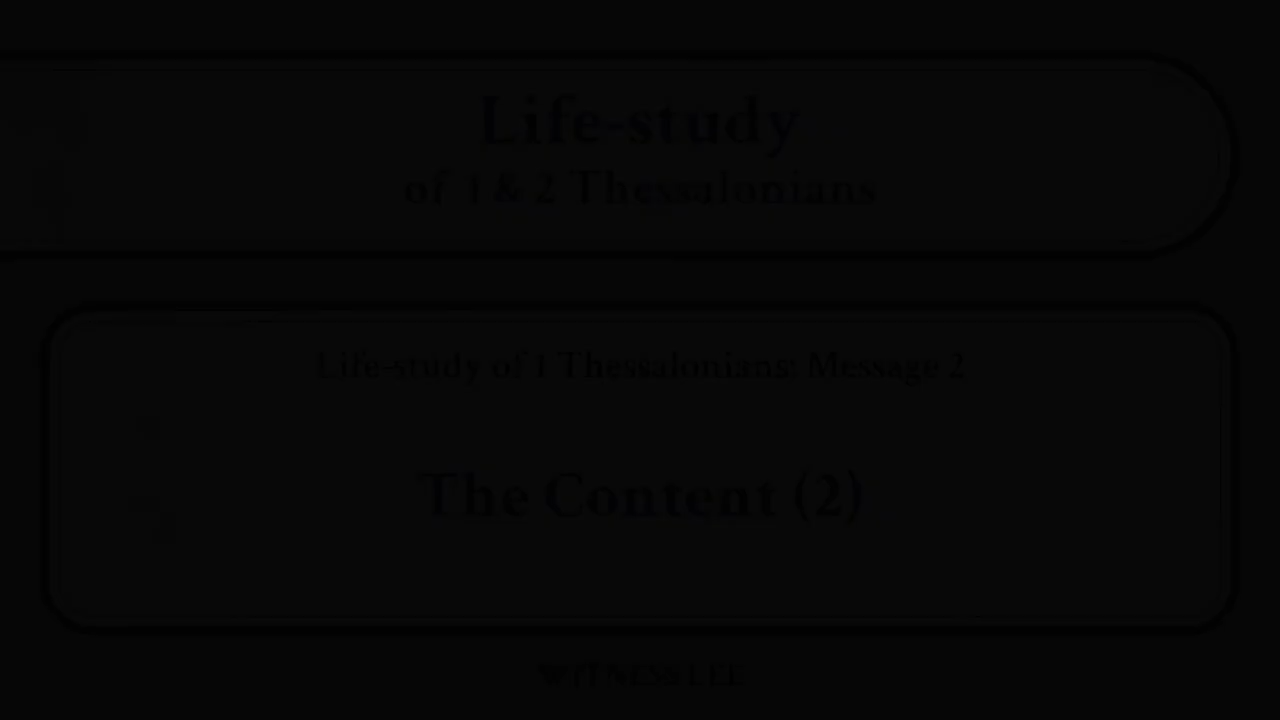 Life-study
of 1 & 2 Thessalonians
Life-study of 1 Thessalonians: Message 2
The Content (2)
WITNESS LEE